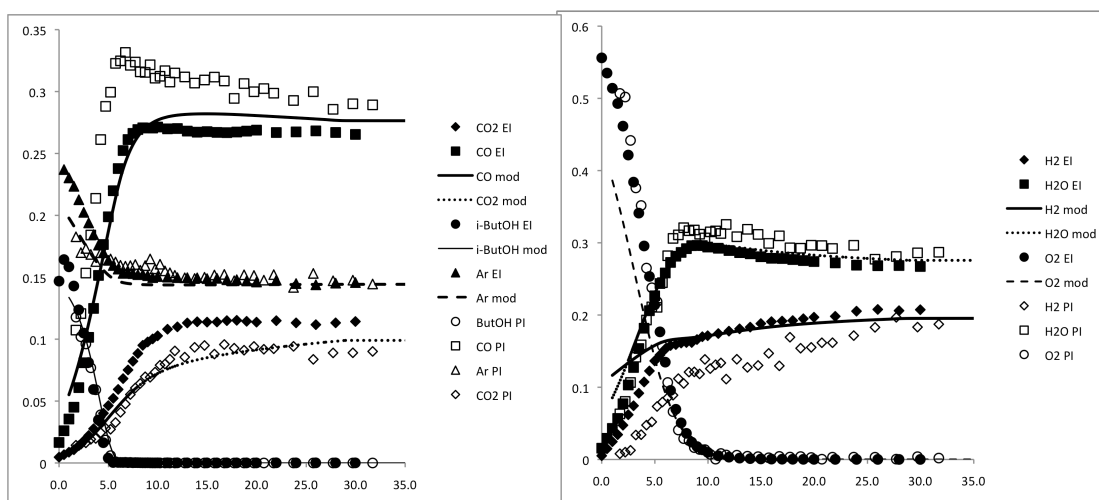 0.35
0.3
0.25
0.2
0.15
0.1
0.05
0
0.0 5.0 10.0 15.0 20.0 25.0 30.0 35.0
CO2 EI
CO EI
CO mod
CO2 mod
i-ButOH EI
i-ButOH mod
Ar EI
Ar mod
ButOH PI
CO PI
Ar PI
CO2 PI
0.6
0.5
0.4
0.3
0.2
0.1
0
0.0 5.0 10.0 15.0 20.0 25.0 30.0 35.0
H2 EI
H2O EI
H2 mod
H2O mod
O2 EI
O2 mod
H2 PI
H2O PI
O2 PI